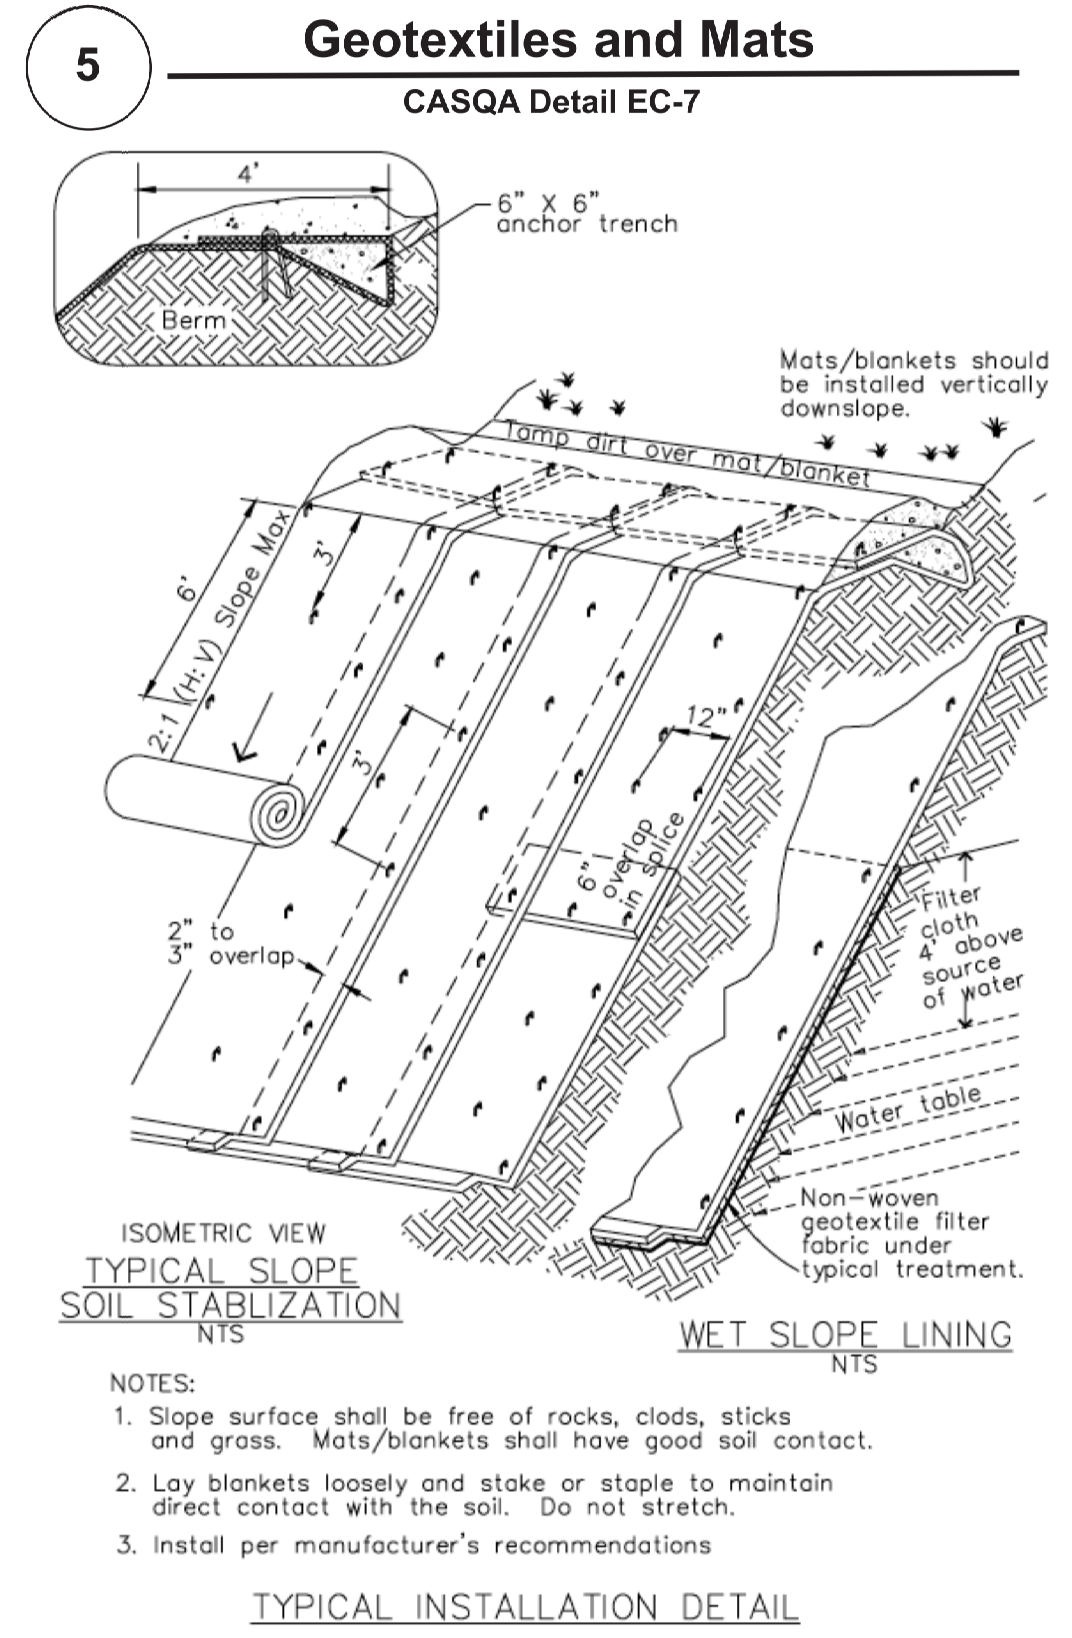 5
Geotextiles and Mats
CASQA Detail EC-7
4'
6" X 6"
anchor trench
Berm
Mats/blankets should
be installed vertically
downslope.
Tamp dirt over mat/blanket
6'
2:1 (H:V) Slope Max
3'
12"
3'
6"
overlap
in splice
2" to
3" overlap
Filter
cloth
4' above
source
of water
Water table
Non-woven
geotextile filter
fabric under
typical treatment.
ISOMETRIC VIEW
TYPICAL SLOPE
SOIL STABLIZATION
NTS
WET SLOPE LINING
NTS
NOTES:
1. Slope surface shall be free of rocks, clods, sticks
and grass. Mats/blankets shall have good soil contact.
2. Lay blankets loosely and stake or staple to maintain
direct contact with the soil. Do not stretch.
3. Install per manufacturer's recommendations
TYPICAL INSTALLATION DETAIL